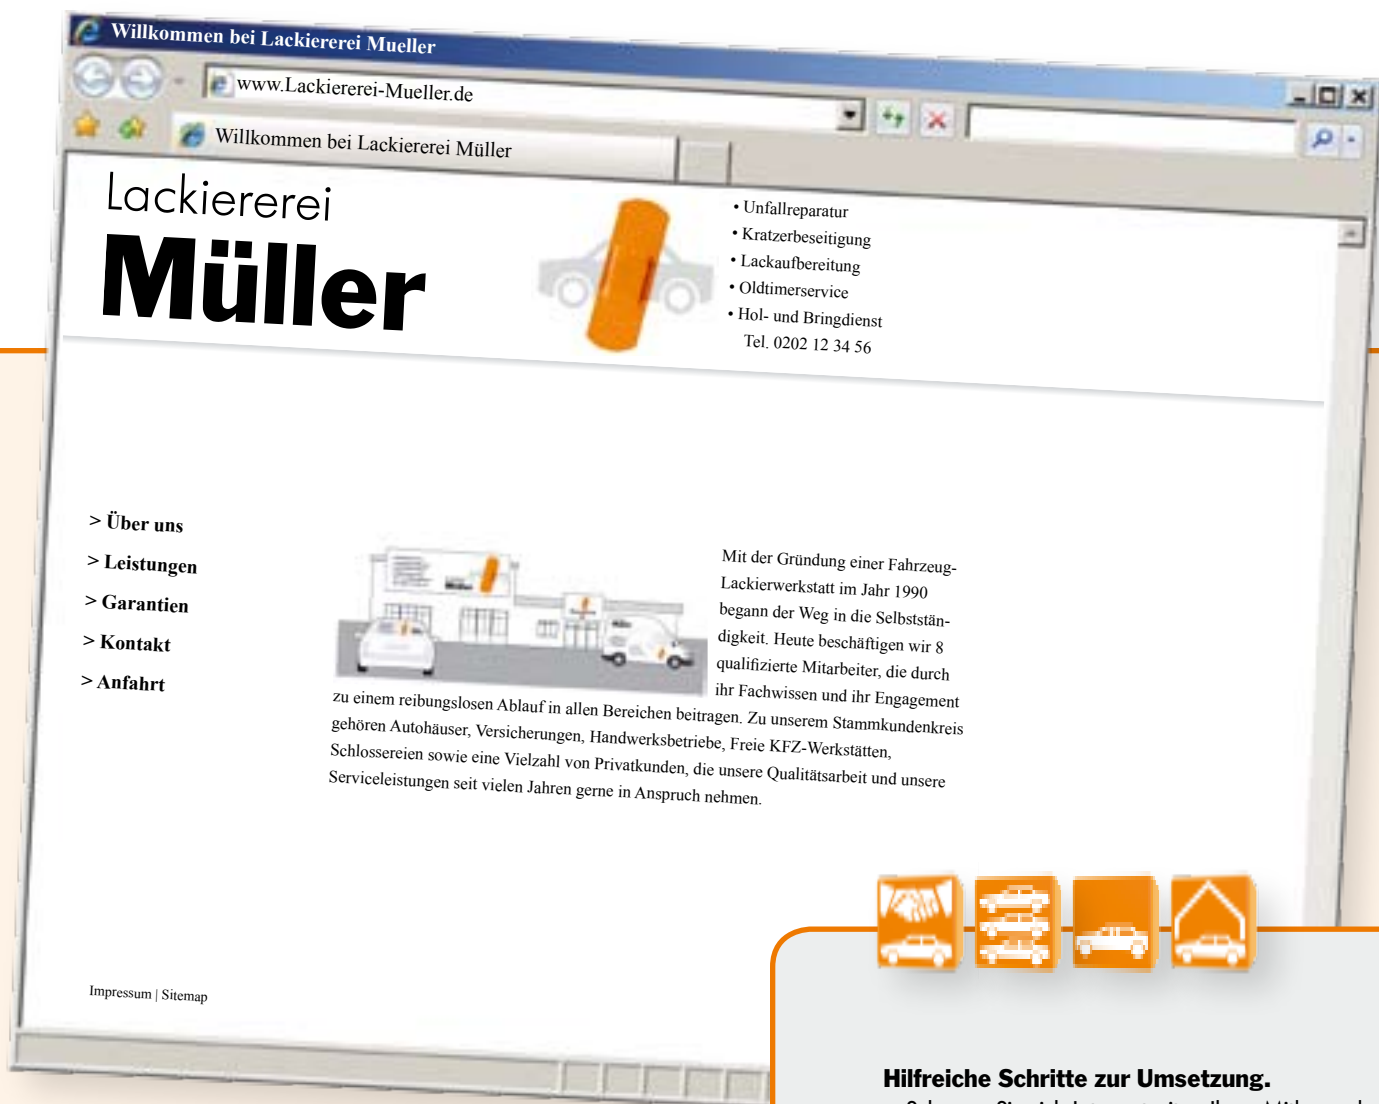 Willkommen bei Lackiererei Mueller
www.Lackiererei-Mueller.de
Willkommen bei Lackiererei Müller
Lackiererei
Müller
• Unfallreparatur
• Kratzerbeseitigung
• Lackaufbereitung
• Oldtimerservice
• Hol- und Bringdienst
Tel. 0202 12 34 56
> Über uns
> Leistungen
> Garantien
> Kontakt
> Anfahrt
Mit der Gründung einer Fahrzeug-
Lackierwerkstatt im Jahr 1990
begann der Weg in die Selbststän-
digkeit. Heute beschäftigen wir 8
qualifizierte Mitarbeiter, die durch
ihr Fachwissen und ihr Engagement
zu einem reibungslosen Ablauf in allen Bereichen beitragen. Zu unserem Stammkundenkreis
gehören Autohäuser, Versicherungen, Handwerksbetriebe, Freie KFZ-Werkstätten,
Schlossereien sowie eine Vielzahl von Privatkunden, die unsere Qualitätsarbeit und unsere
Serviceleistungen seit vielen Jahren gerne in Anspruch nehmen.
Impressum | Sitemap
Hilfreiche Schritte zur Umsetzung.